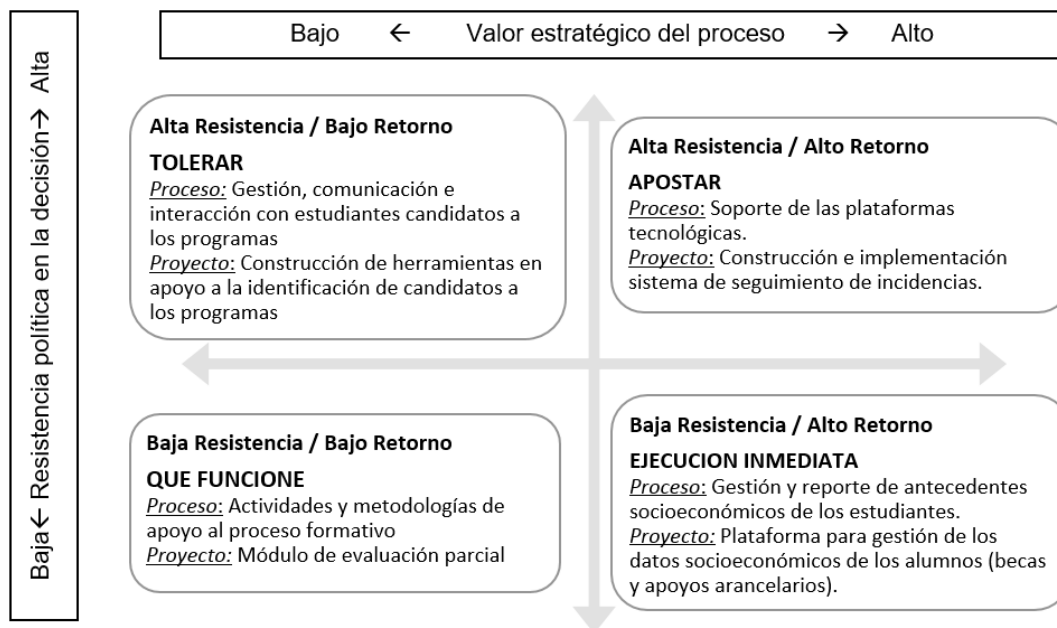 Bajo ← Valor estratégico del proceso → Alto
Baja← Resistencia política en la decisión→ Alta
Alta Resistencia / Bajo Retorno
TOLERAR
Proceso: Gestión, comunicación e
interacción con estudiantes candidatos a
los programas
Proyecto: Construcción de herramientas en
apoyo a la identificación de candidatos a
los programas
Alta Resistencia / Alto Retorno
APOSTAR
Proceso: Soporte de las plataformas
tecnológicas.
Proyecto: Construcción e implementación
sistema de seguimiento de incidencias.
Baja Resistencia / Bajo Retorno
QUE FUNCIONE
Proceso: Actividades y metodologías de
apoyo al proceso formativo
Proyecto: Módulo de evaluación parcial
Baja Resistencia / Alto Retorno
EJECUCION INMEDIATA
Proceso: Gestión y reporte de antecedentes
socioeconómicos de los estudiantes.
Proyecto: Plataforma para gestión de los
datos socioeconómicos de los alumnos (becas
y apoyos arancelarios).